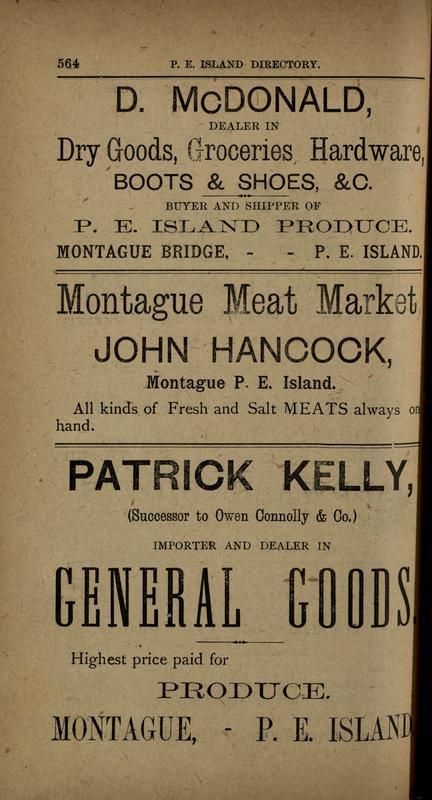 564 P. E. ISLAND DIRECTORY.
D. McDONALD,
DEALER IN
Dry Goods, Groceries, Hardware,
BOOTS & SHOES, &C.
BUYER AND SHIPPER OF
P. E. ISLAND PRODUCE.
MONTAGUE BRIDGE, - - P. E. ISLAND.
Montague Meat Market
JOHN HANCOCK,
Montague P. E. Island.
All kinds of Fresh and Salt MEATS always on
hand.
PATRICK KELLY,
(Successor to Owen Connolly & Co.)
IMPORTER AND DEALER IN
GENERAL GOODS.
Highest price paid for
PRODUCE.
MONTAGUE, - P. E. ISLAND